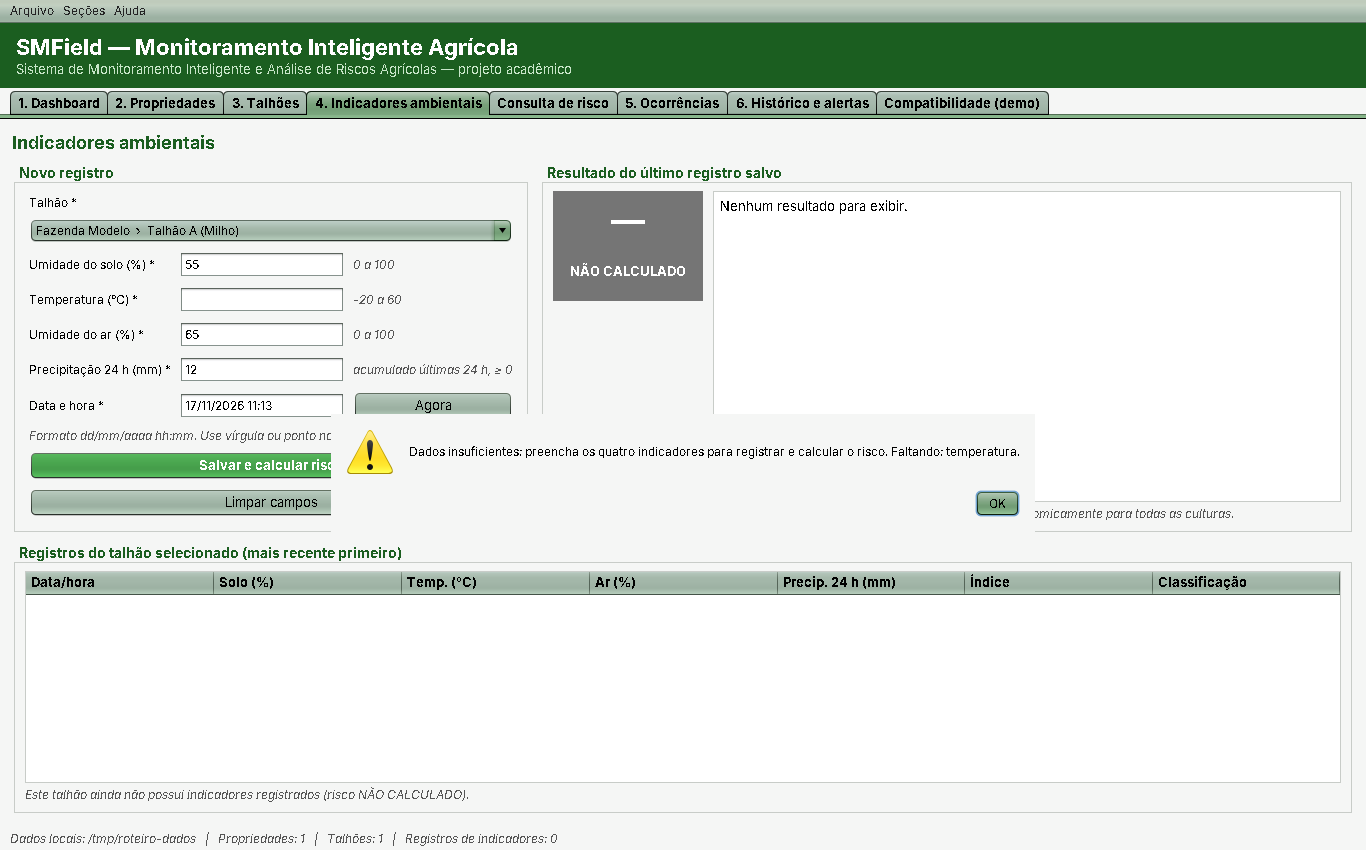 Arquivo Seções Ajuda
SMField — Monitoramento Inteligente Agrícola
Sistema de Monitoramento Inteligente e Análise de Riscos Agrícolas — projeto acadêmico
1. Dashboard 2. Propriedades 3. Talhões 4. Indicadores ambientais Consulta de risco 5. Ocorrências 6. Histórico e alertas Compatibilidade (demo)
Indicadores ambientais
Novo registro
Talhão *
Fazenda Modelo › Talhão A (Milho)
Umidade do solo (%) * 55 0 a 100
Temperatura (°C) * -20 a 60
Umidade do ar (%) * 65 0 a 100
Precipitação 24 h (mm) * 12 acumulado últimas 24 h, ≥ 0
Data e hora * 17/11/2026 11:13 Agora
Formato dd/mm/aaaa hh:mm. Use vírgula ou ponto
Salvar e calcular
Limpar campos
Resultado do último registro salvo
—
NÃO CALCULADO
Nenhum resultado para exibir.
para todas as culturas.
Dados insuficientes: preencha os quatro indicadores para registrar e calcular o risco. Faltando: temperatura.
OK
Registros do talhão selecionado (mais recente primeiro)
Data/hora Solo (%) Temp. (°C) Ar (%) Precip. 24 h (mm) Índice Classificação
Este talhão ainda não possui indicadores registrados (risco NÃO CALCULADO).
Dados locais: /tmp/roteiro-dados | Propriedades: 1 | Talhões: 1 | Registros de indicadores: 0